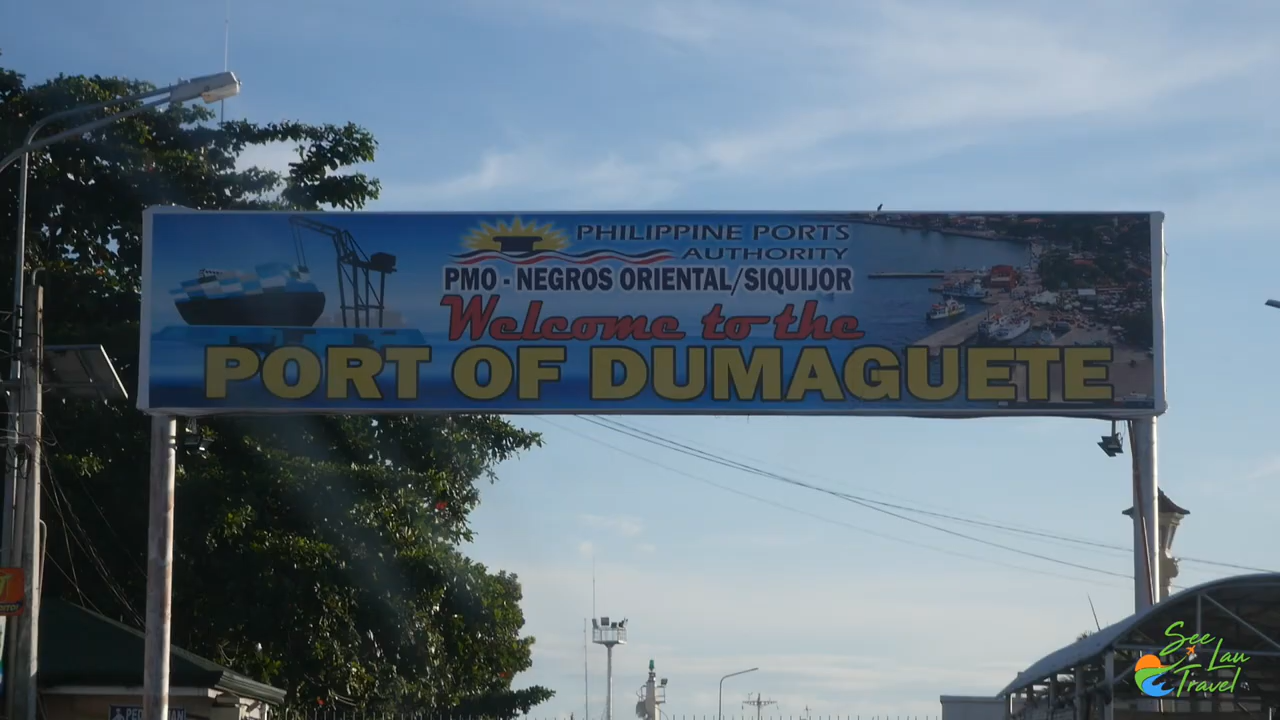 PHILIPPINE PORTS
AUTHORITY
PMO - NEGROS ORIENTAL/SIQUIJOR
Welcome to the
PORT OF DUMAGUETE
See
Lau
Travel